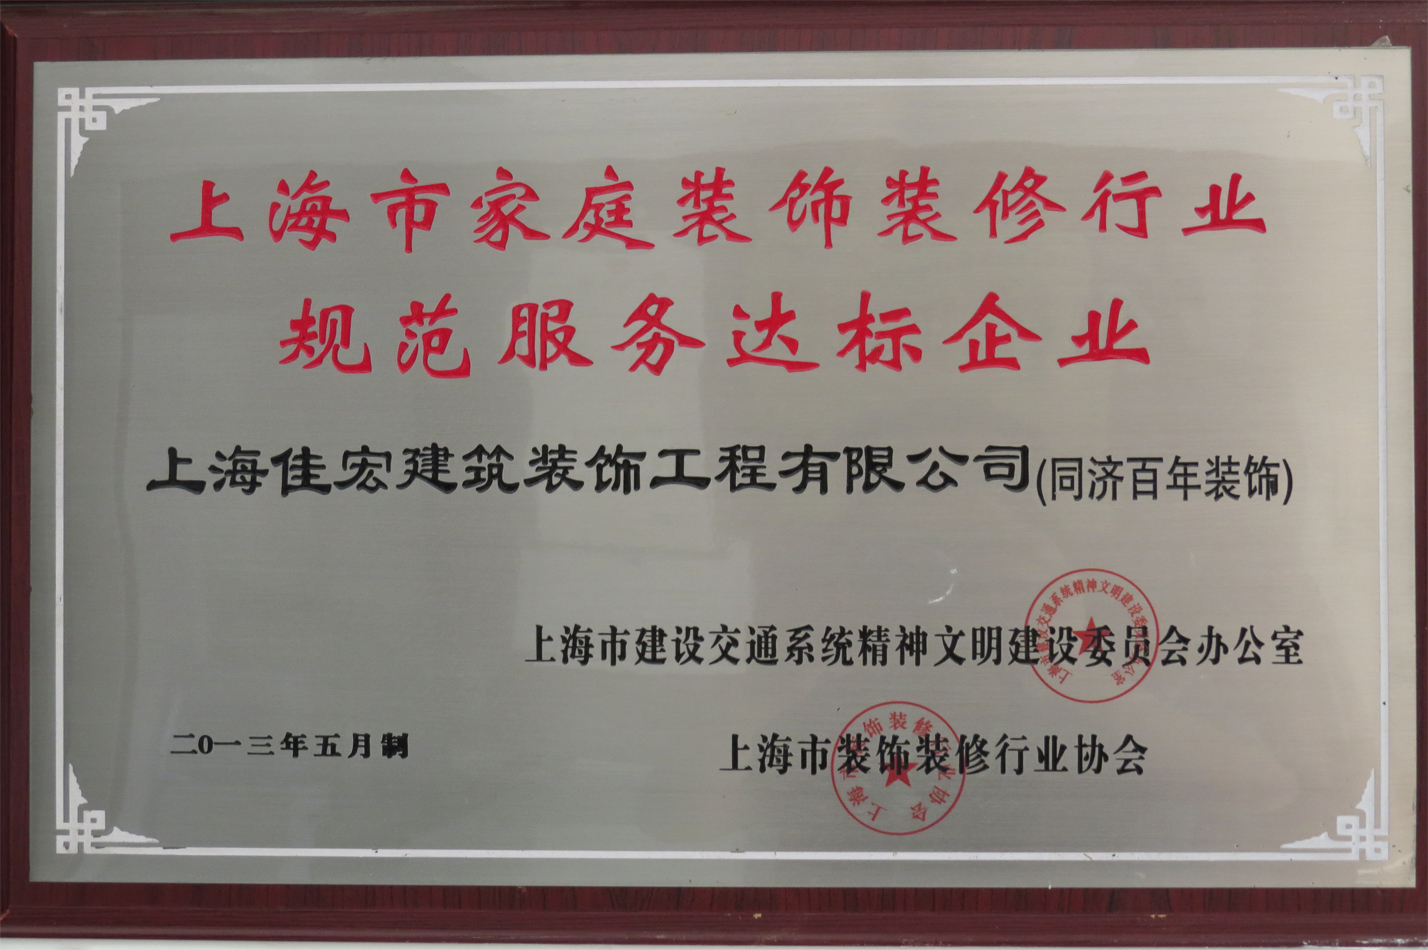 上海市家庭装饰装修行业
规范服务达标企业
上海佳宏建筑装饰工程有限公司(同济百年装饰)
上海市建设交通系统精神文明建设委员会办公室
二0一三年五月制
上海市装饰装修行业协会